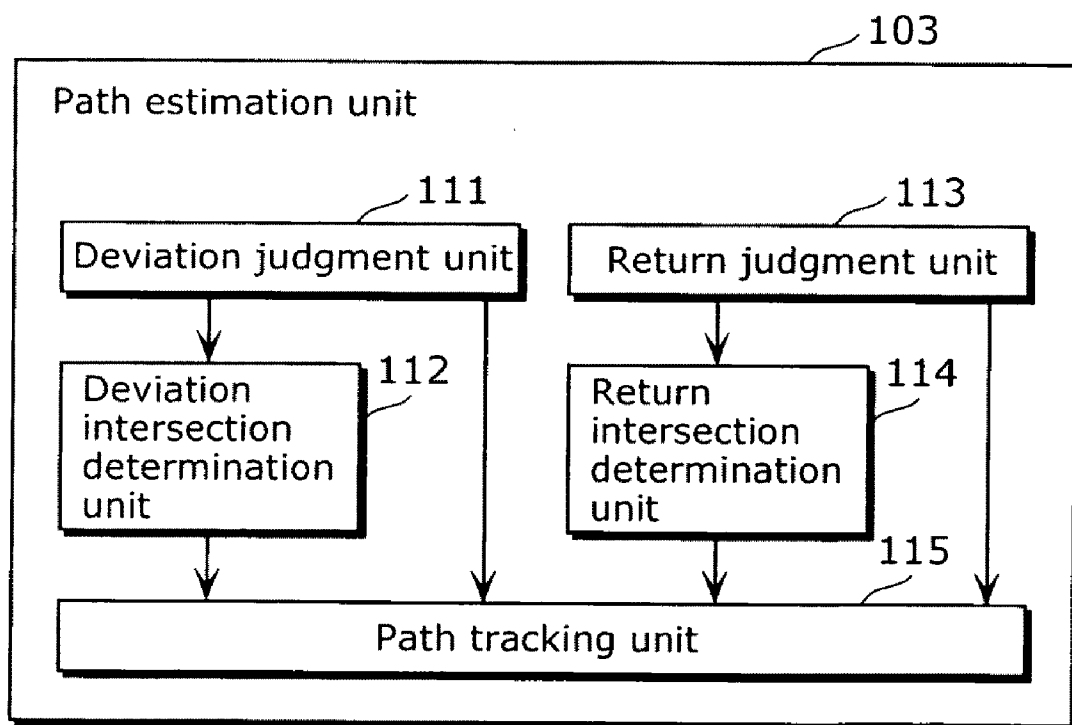 103
Path estimation unit
111
Deviation judgment unit
113
Return judgment unit
112
Deviation
intersection
determination
unit
114
Return
intersection
determination
unit
115
Path tracking unit